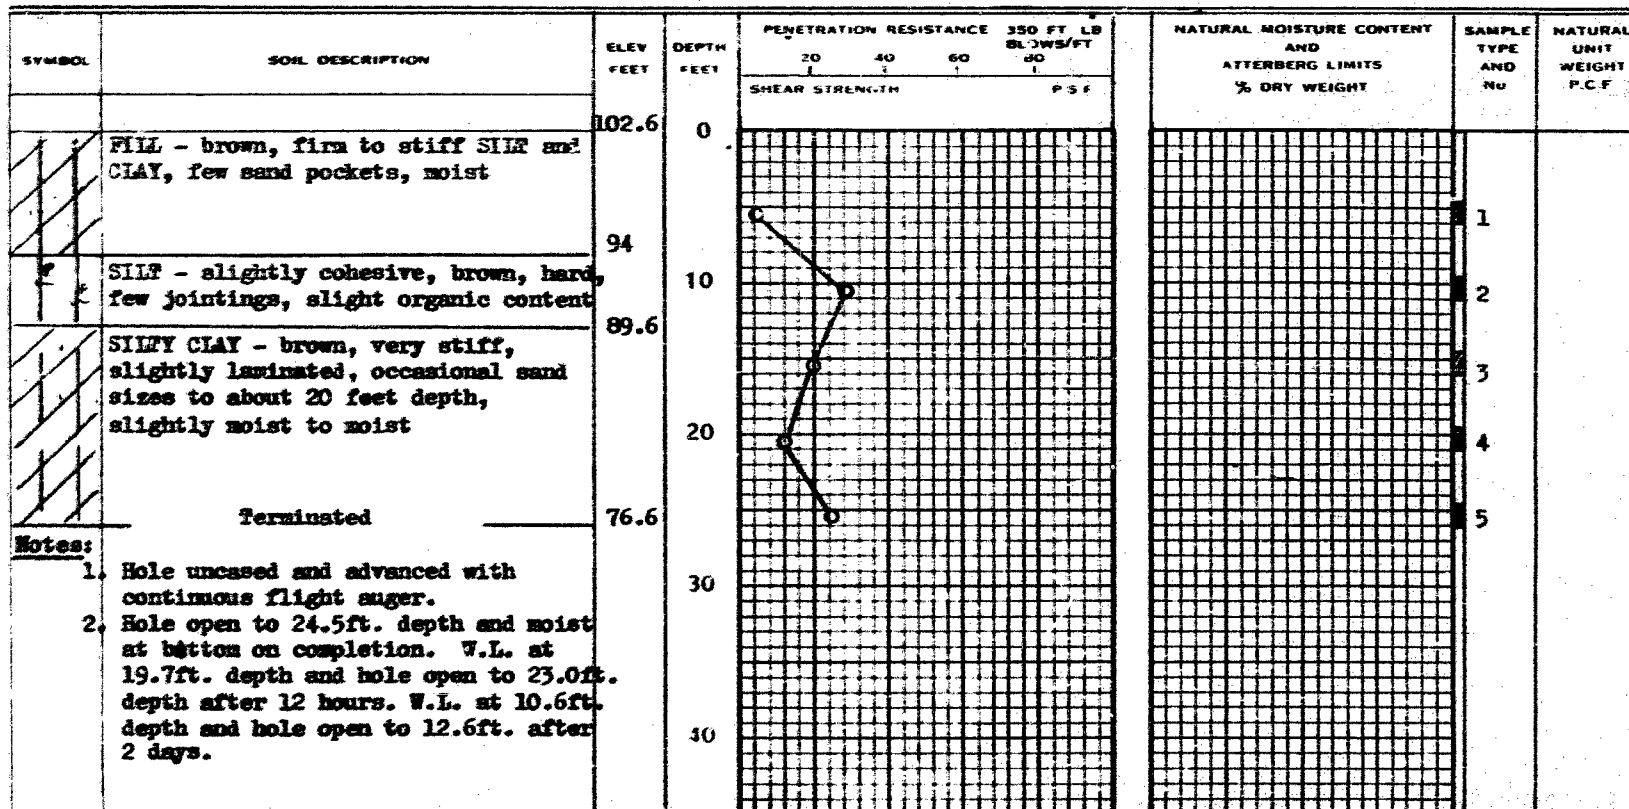 SYMBOL
SOIL DESCRIPTION
ELEV
FEET
DEPTH
FEET
PENETRATION RESISTANCE 350 FT LB
BLOWS/FT
20 40 60 80
SHEAR STRENGTH P S F
NATURAL MOISTURE CONTENT
AND
ATTERBERG LIMITS
% DRY WEIGHT
SAMPLE
TYPE
AND
No
NATURAL
UNIT
WEIGHT
P.C.F
102.6
0
FILL - brown, firm to stiff SILT and
CLAY, few sand pockets, moist
1
94
SILT - slightly cohesive, brown, hard,
few jointings, slight organic content
10
2
89.6
SILTY CLAY - brown, very stiff,
slightly laminated, occasional sand
sizes to about 20 feet depth,
slightly moist to moist
3
20
4
Terminated
76.6
5
Notes:
1. Hole uncased and advanced with
continuous flight auger.
30
2. Hole open to 24.5ft. depth and moist
at bottom on completion. W.L. at
19.7ft. depth and hole open to 23.0ft.
depth after 12 hours. W.L. at 10.6ft.
depth and hole open to 12.6ft. after
2 days.
40